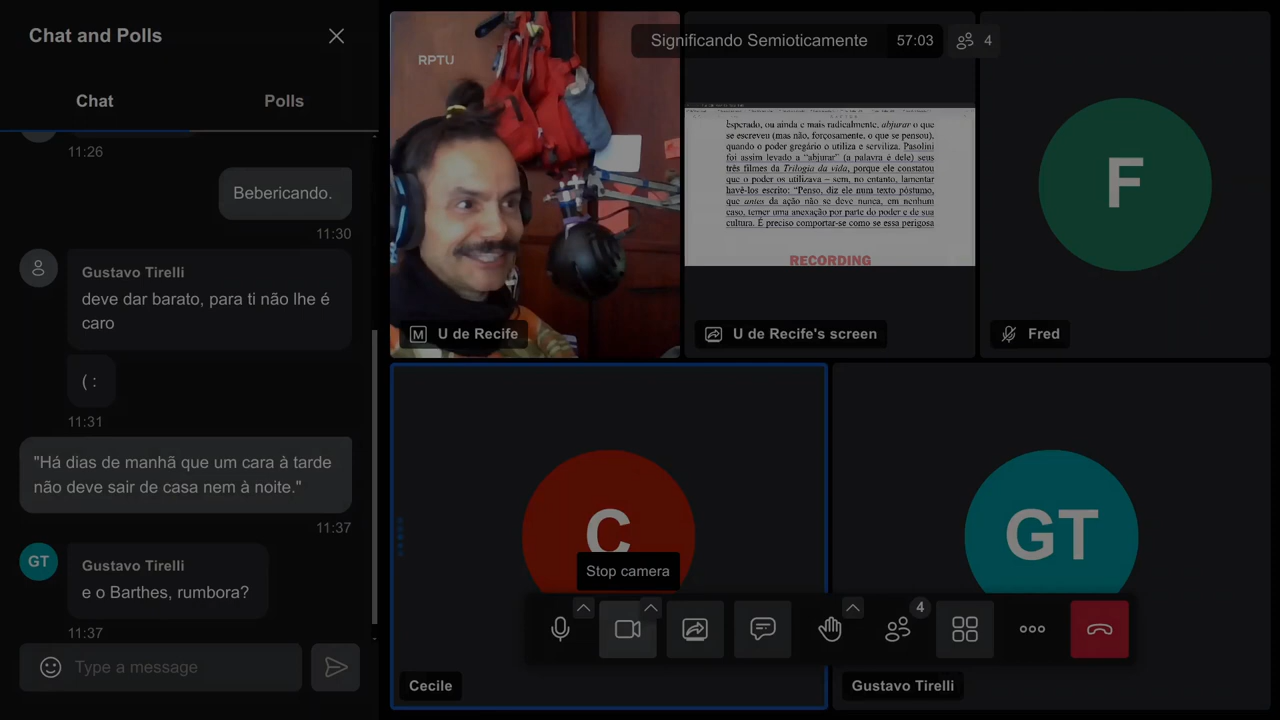 Chat and Polls
Chat
Polls
11:26
Bebericando.
11:30
Gustavo Tirelli
deve dar barato, para ti não lhe é
caro
( :
11:31
"Há dias de manhã que um cara à tarde
não deve sair de casa nem à noite."
11:37
GT
Gustavo Tirelli
e o Barthes, rumbora?
11:37
Type a message
RPTU
Significando Semioticamente
57:03
4
M
U de Recife
esperado, ou ainda e mais radicalmente, abjurar o que
se escreveu (mas não, forçosamente, o que se pensou),
quando o poder gregário o utiliza e serviliza. Pasolini
foi assim levado a “abjurar” (a palavra é dele) seus
três filmes da Trilogia da vida, porque ele constatou
que o poder os utilizava – sem, no entanto, lamentar
havê-los escrito: “Penso, diz ele num texto póstumo,
que antes da ação não se deve nunca, em nenhum
caso, temer uma anexação por parte do poder e de sua
cultura. É preciso comportar-se como se essa perigosa
RECORDING
U de Recife's screen
F
Fred
C
Stop camera
Cecile
GT
4
Gustavo Tirelli